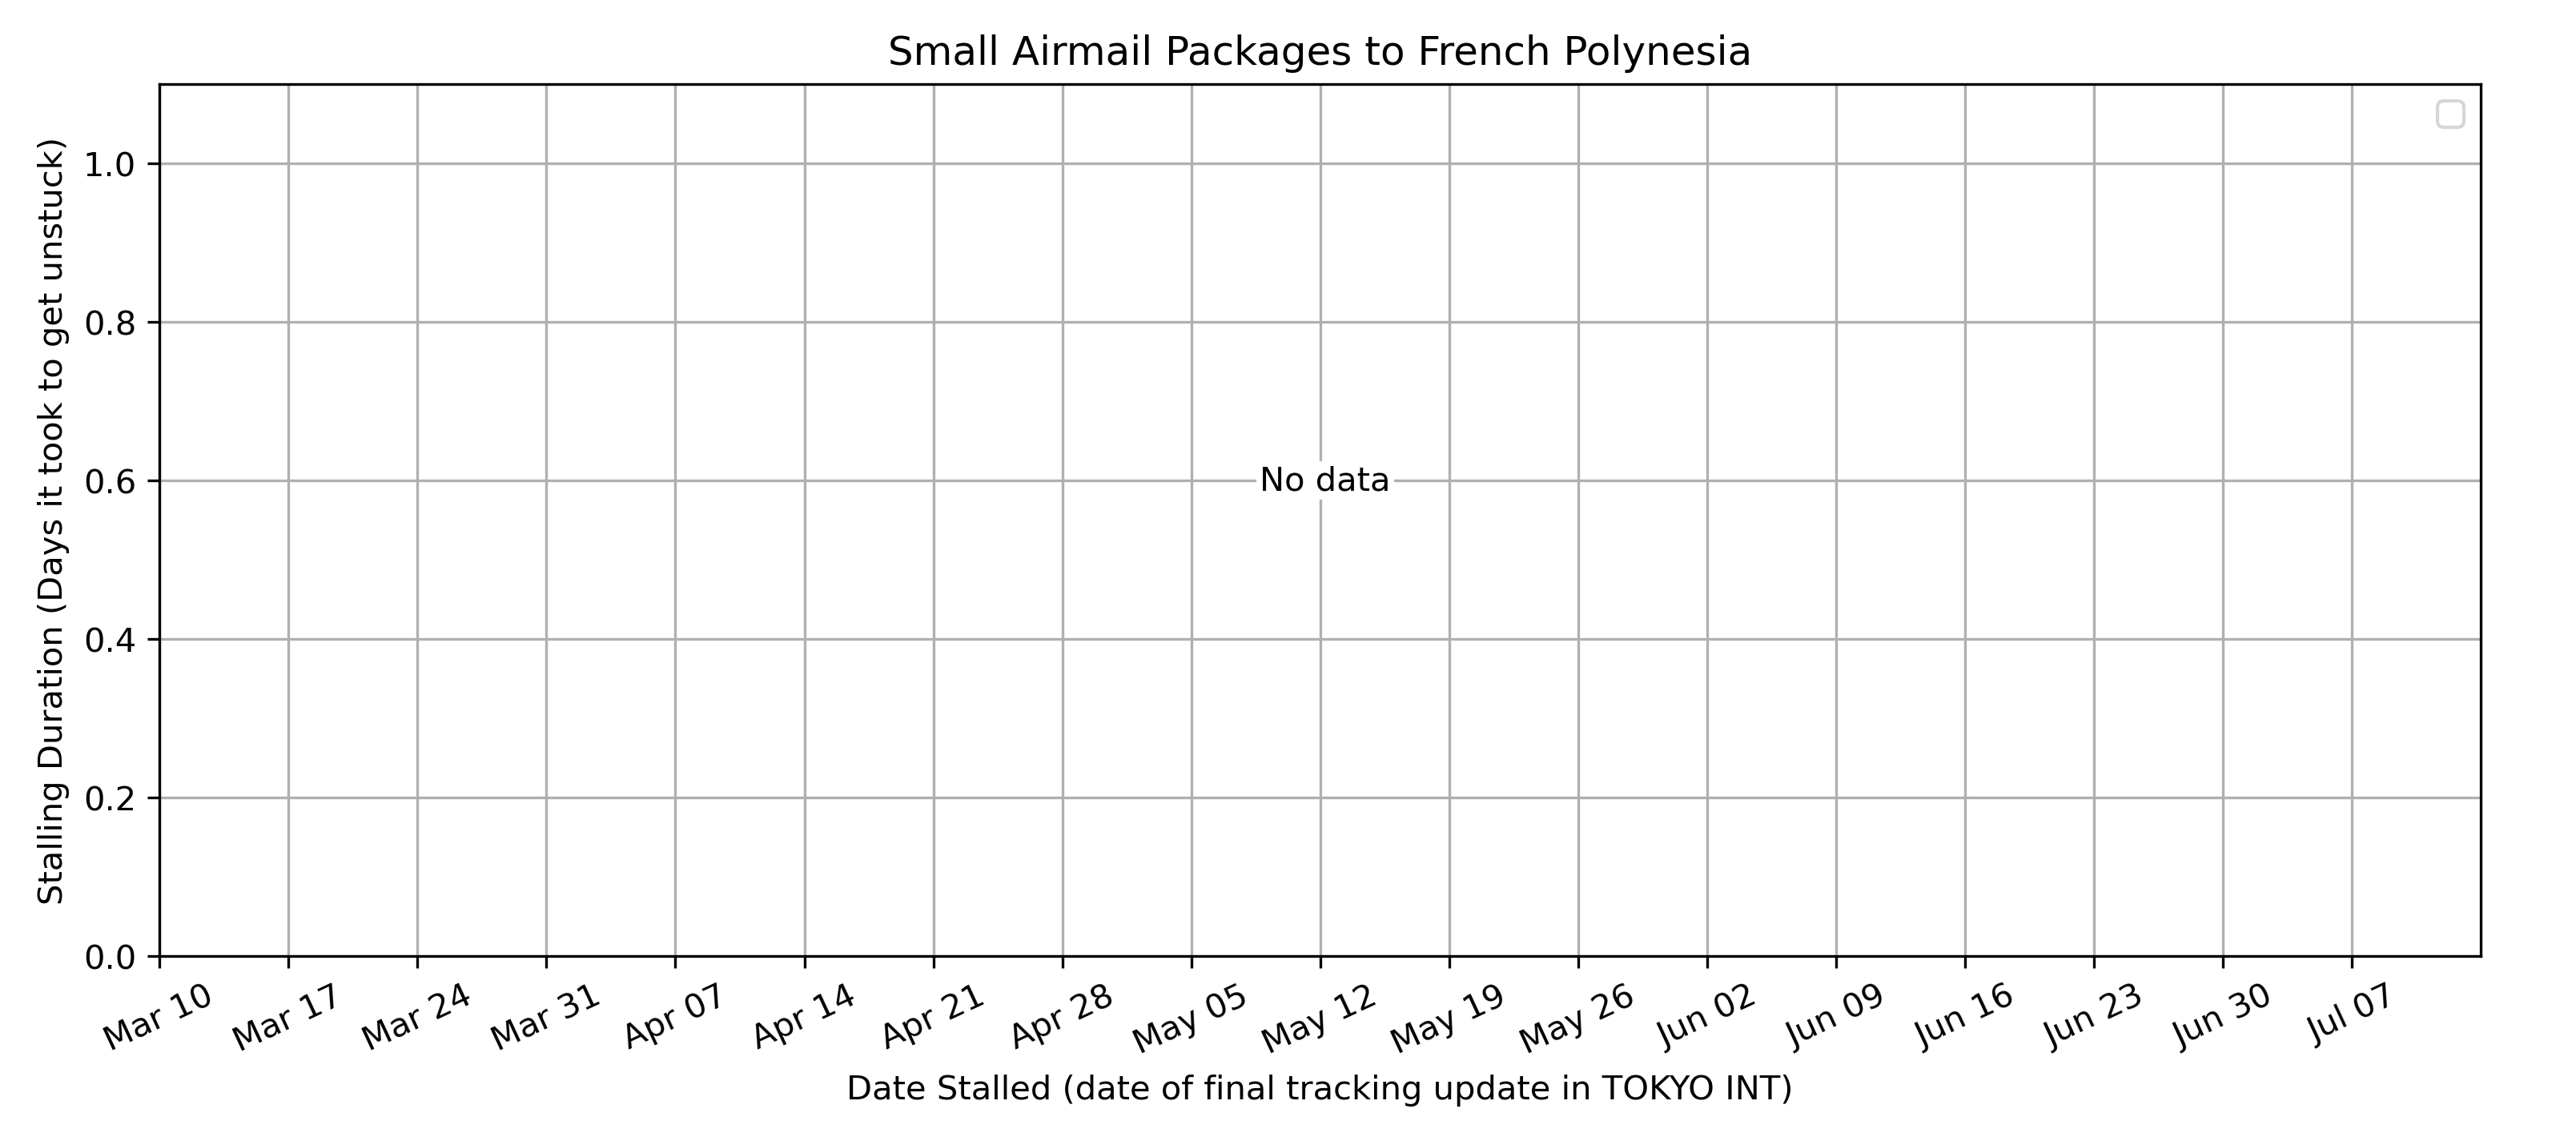 Small Airmail Packages to French Polynesia
Stalling Duration (Days it took to get unstuck)
1.0
0.8
0.6
0.4
0.2
0.0
No data
Mar 10
Mar 17
Mar 24
Mar 31
Apr 07
Apr 14
Apr 21
Apr 28
May 05
May 12
May 19
May 26
Jun 02
Jun 09
Jun 16
Jun 23
Jun 30
Jul 07
Date Stalled (date of final tracking update in TOKYO INT)